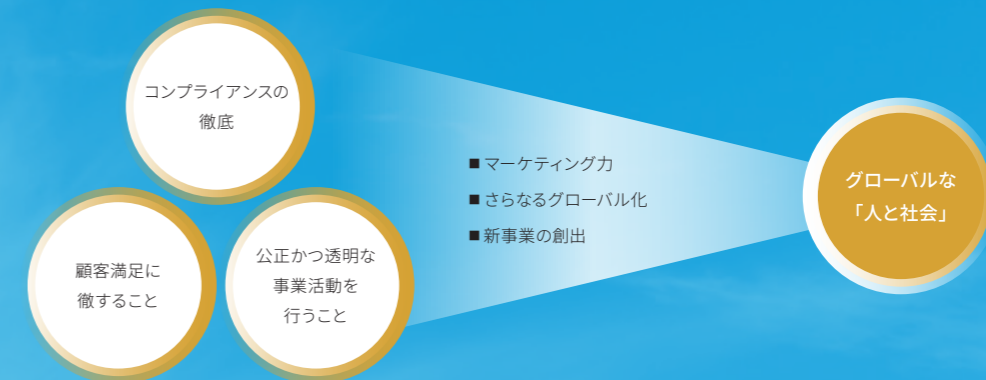 コンプライアンスの
徹底
顧客満足に
徹すること
公正かつ透明な
事業活動を
行うこと
■ マーケティング力
■ さらなるグローバル化
■ 新事業の創出
グローバルな
「人と社会」